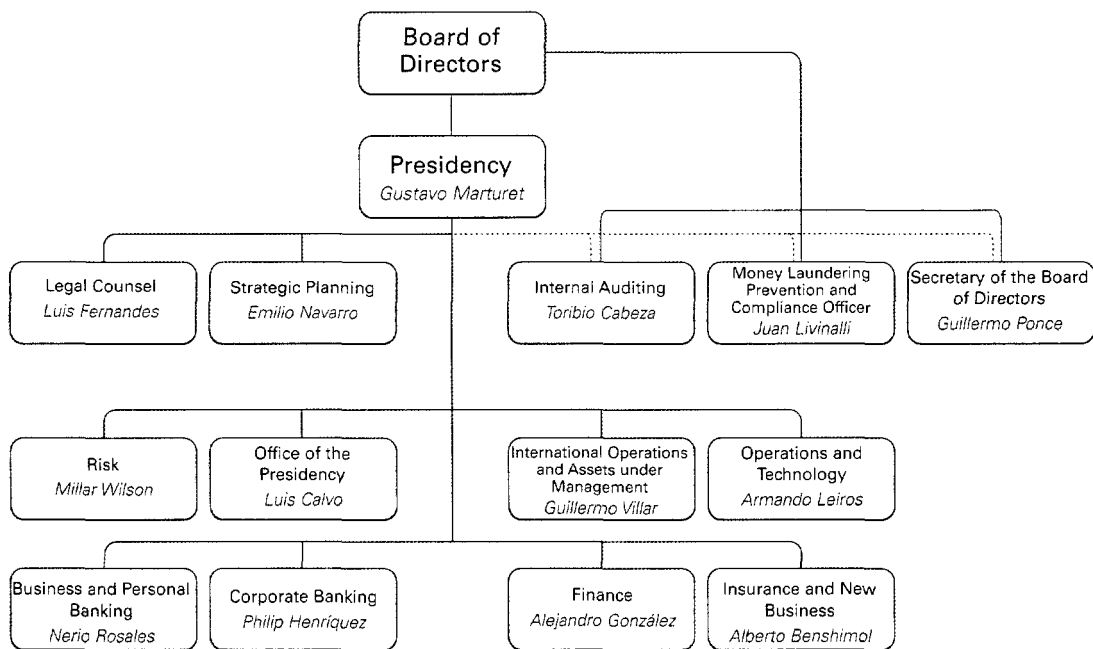 Board of
Directors
Presidency
Gustavo Marturet
Legal Counsel
Luis Fernandes
Strategic Planning
Emilio Navarro
Internal Auditing
Toribio Cabeza
Money Laundering
Prevention and
Compliance Officer
Juan Livinalli
Secretary of the Board
of Directors
Guillermo Ponce
Risk
Millar Wilson
Office of the
Presidency
Luis Calvo
International Operations
and Assets under
Management
Guillermo Villar
Operations and
Technology
Armando Leiros
Business and Personal
Banking
Nerio Rosales
Corporate Banking
Philip Henríquez
Finance
Alejandro González
Insurance and New
Business
Alberto Benshimol